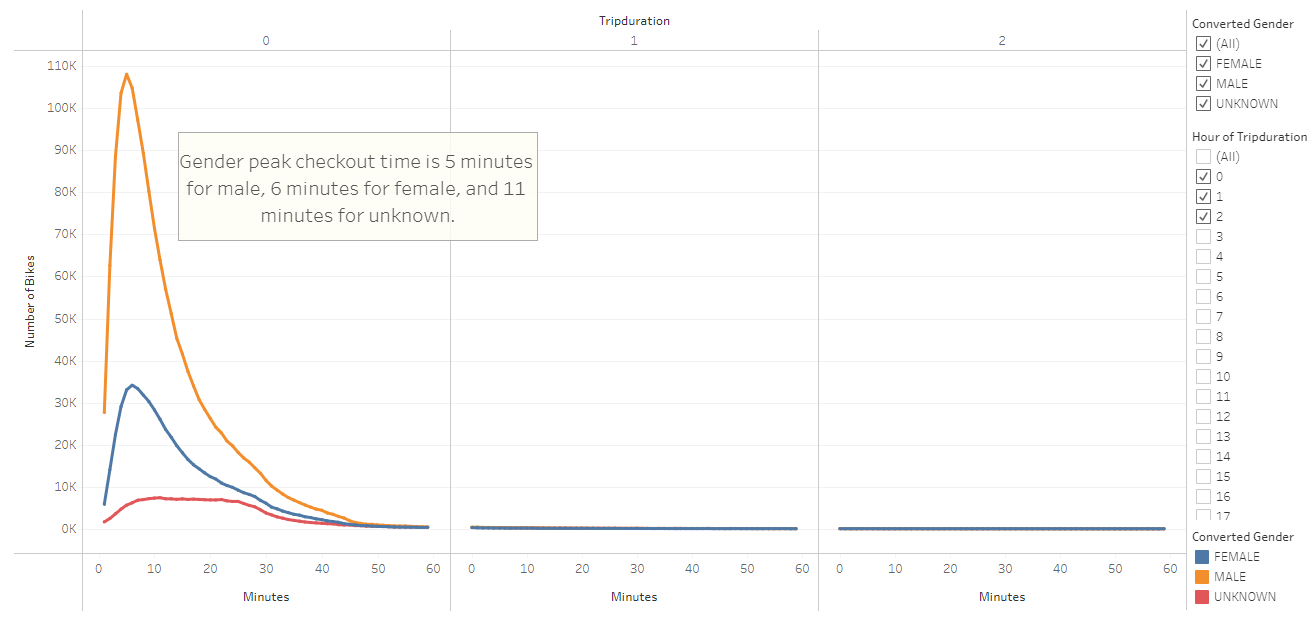 Tripduration
0 1 2
110K
100K
90K
80K
70K
60K
50K
40K
30K
20K
10K
0K
Number of Bikes
Gender peak checkout time is 5 minutes
for male, 6 minutes for female, and 11
minutes for unknown.
0 10 20 30 40 50 60
0 10 20 30 40 50 60
0 10 20 30 40 50 60
Minutes
Minutes
Minutes
Converted Gender
(All)
FEMALE
MALE
UNKNOWN
Hour of Tripduration
(All)
0
1
2
3
4
5
6
7
8
9
10
11
12
13
14
15
16
17
Converted Gender
FEMALE
MALE
UNKNOWN